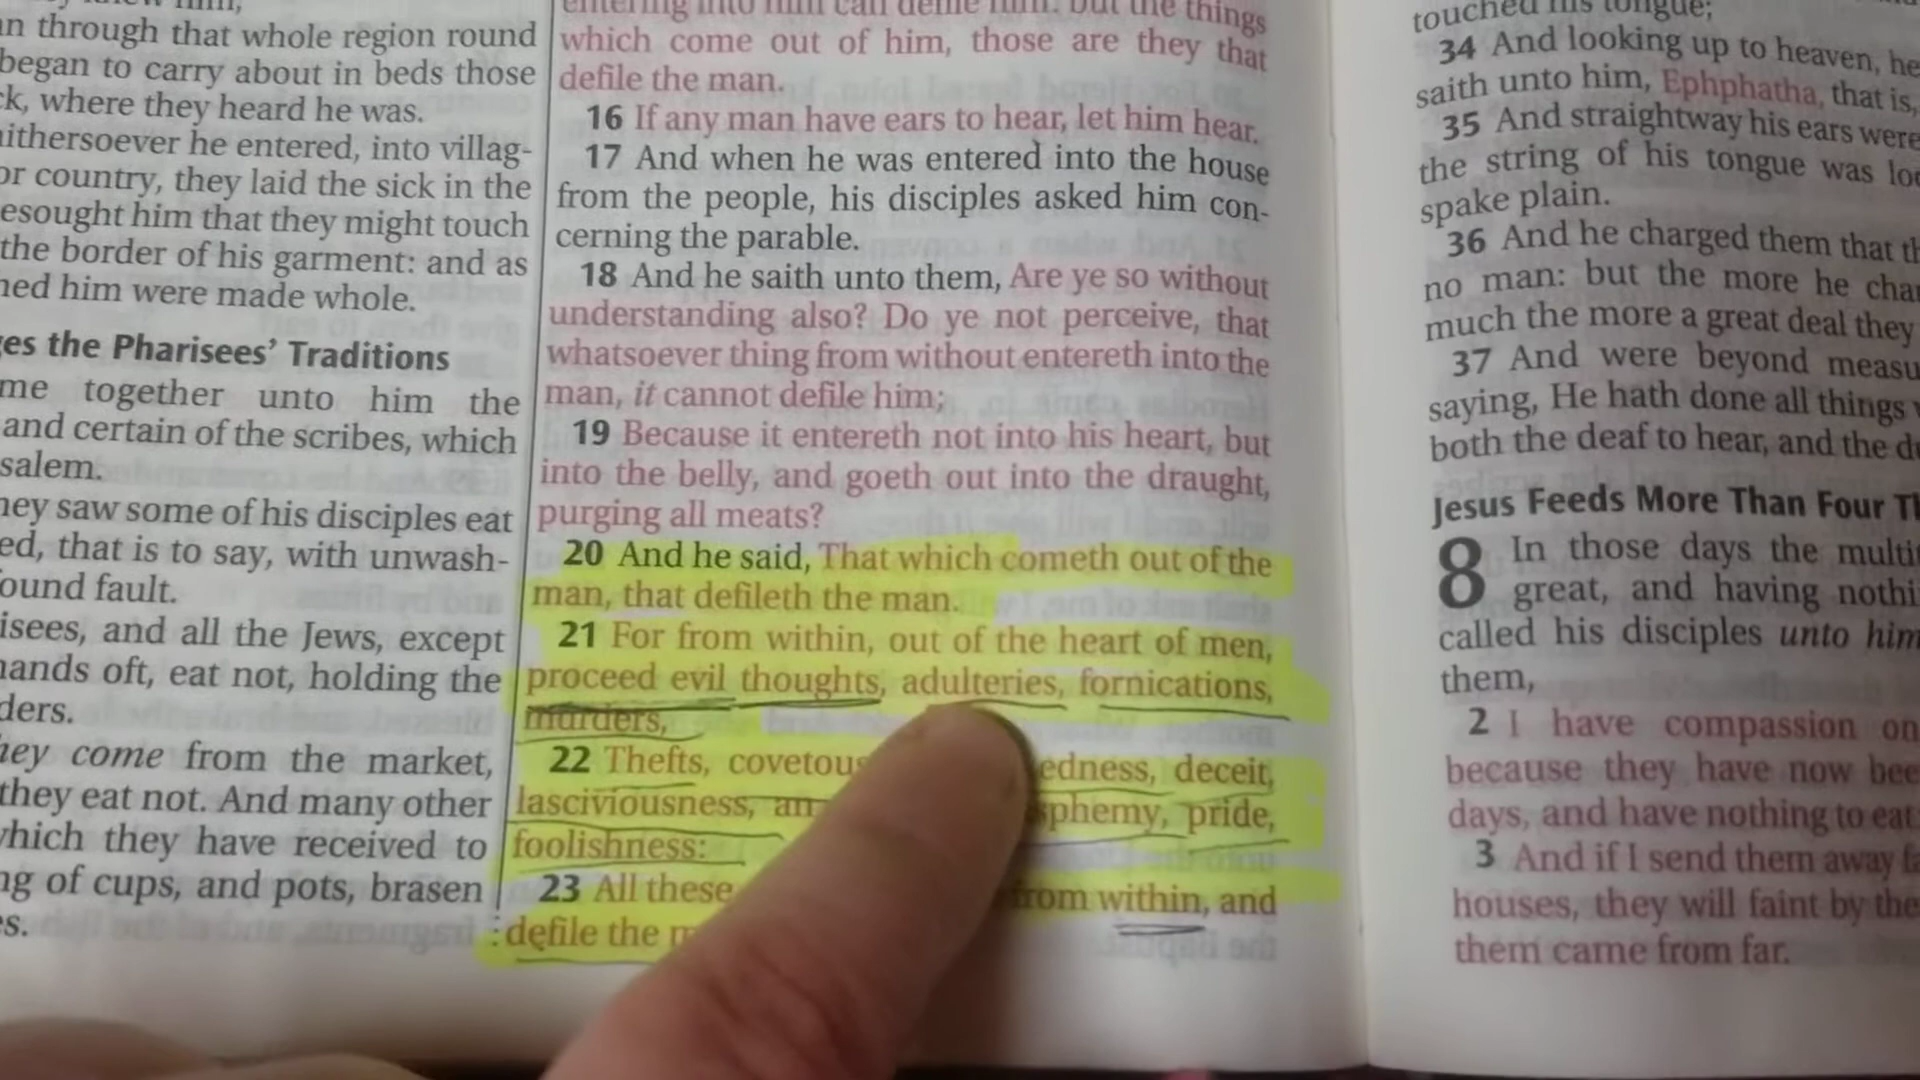 an through that whole region round
began to carry about in beds those
ck, where they heard he was.
hithersoever he entered, into villag-
or country, they laid the sick in the
esought him that they might touch
the border of his garment: and as
hed him were made whole.
ges the Pharisees' Traditions
me together unto him the
and certain of the scribes, which
salem.
hey saw some of his disciples eat
ed, that is to say, with unwash-
ound fault.
isees, and all the Jews, except
hands oft, eat not, holding the
ders.
hey come from the market,
they eat not. And many other
which they have received to
ng of cups, and pots, brasen
es.
entering into him can defile him: but the things
which come out of him, those are they that
defile the man.
16 If any man have ears to hear, let him hear.
17 And when he was entered into the house
from the people, his disciples asked him con-
cerning the parable.
18 And he saith unto them, Are ye so without
understanding also? Do ye not perceive, that
whatsoever thing from without entereth into the
man, it cannot defile him;
19 Because it entereth not into his heart, but
into the belly, and goeth out into the draught,
purging all meats?
20 And he said, That which cometh out of the
man, that defileth the man.
21 For from within, out of the heart of men,
proceed evil thoughts, adulteries, fornications,
murders,
22 Thefts, covetous edness, deceit,
lasciviousness, an sphemy, pride,
foolishness:
23 All these from within, and
defile the m
touched his tongue;
34 And looking up to heaven, he
saith unto him, Ephphatha, that is,
35 And straightway his ears were
the string of his tongue was loo
spake plain.
36 And he charged them that th
no man: but the more he char
much the more a great deal they
37 And were beyond measu
saying, He hath done all things w
both the deaf to hear, and the du
Jesus Feeds More Than Four Th
8 In those days the multi
great, and having nothi
called his disciples unto him
them,
2 I have compassion on
because they have now bee
days, and have nothing to eat
3 And if I send them away fa
houses, they will faint by the
them came from far.